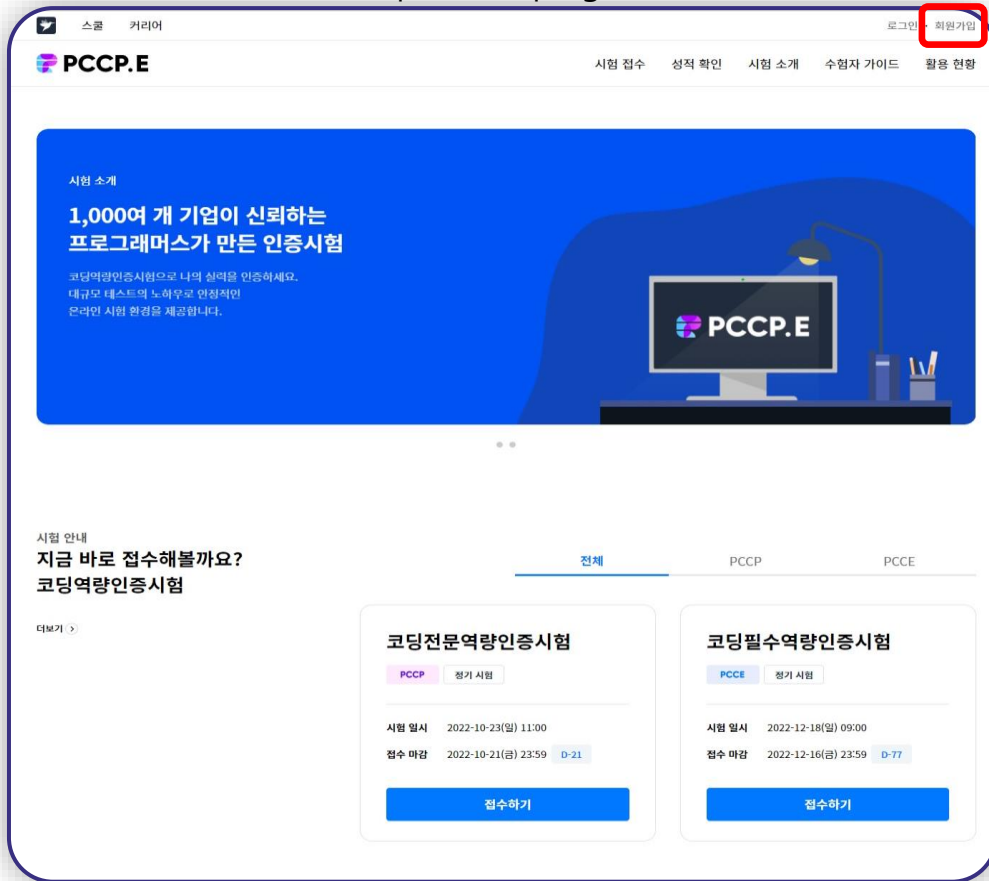 스쿨 커리어
로그인 · 회원가입
PCCP.E
시험 접수 성적 확인 시험 소개 수험자 가이드 활용 현황
시험 소개
1,000여 개 기업이 신뢰하는
프로그래머스가 만든 인증시험
코딩역량인증시험으로 나의 실력을 인증하세요.
대규모 테스트의 노하우로 안정적인
온라인 시험 환경을 제공합니다.
PCCP.E
시험 안내
지금 바로 접수해볼까요?
코딩역량인증시험
더보기
전체 PCCP PCCE
코딩전문역량인증시험
PCCP 정기 시험
시험 일시 2022-10-23(일) 11:00
접수 마감 2022-10-21(금) 23:59 D-21
접수하기
코딩필수역량인증시험
PCCE 정기 시험
시험 일시 2022-12-18(일) 09:00
접수 마감 2022-12-16(금) 23:59 D-77
접수하기